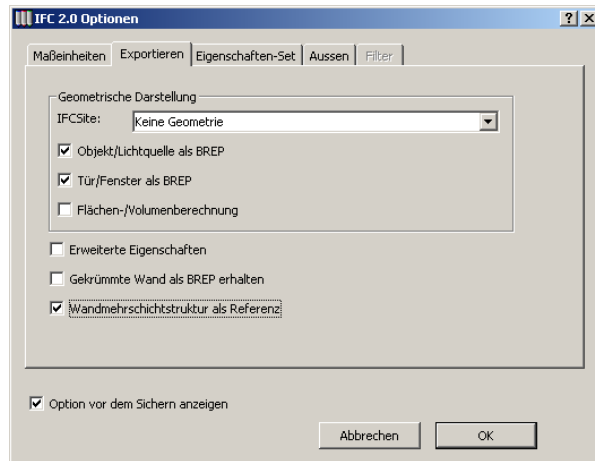 IFC 2.0 Optionen
Maßeinheiten Exportieren Eigenschaften-Set Aussen Filter
Geometrische Darstellung
IFCSite: Keine Geometrie
Objekt/Lichtquelle als BREP
Tür/Fenster als BREP
Flächen-/Volumenberechnung
Erweiterte Eigenschaften
Gekrümmte Wand als BREP erhalten
Wandmehrschichtstruktur als Referenz
Option vor dem Sichern anzeigen
Abbrechen OK